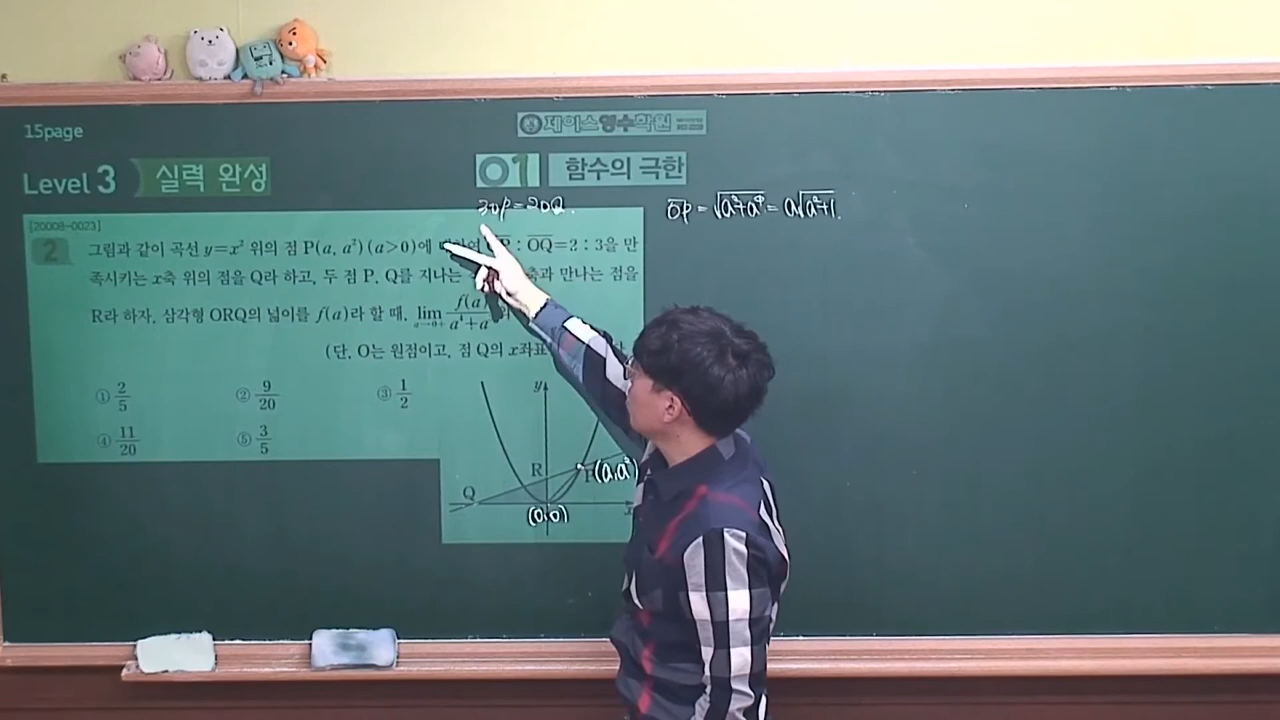 15page
제이스영수학원
Level 3 실력 완성
01 함수의 극한
3OP=2OQ.
OP = √a²+a⁴ = a√a²+1.
[20008-0023]
2 그림과 같이 곡선 y=x² 위의 점 P(a, a²)(a>0)에 : OQ=2 : 3을 만
족시키는 x축 위의 점을 Q라 하고, 두 점 P, Q를 지나는 만나는 점을
R라 하자. 삼각형 ORQ의 넓이를 f(a)라 할 때, lim a→0+ f(a)/a⁴+a
(단, O는 원점이고, 점 Q의 x좌표
① 2/5 ② 9/20 ③ 1/2
④ 11/20 ⑤ 3/5
y
R (a,a²)
Q
(0,0) x